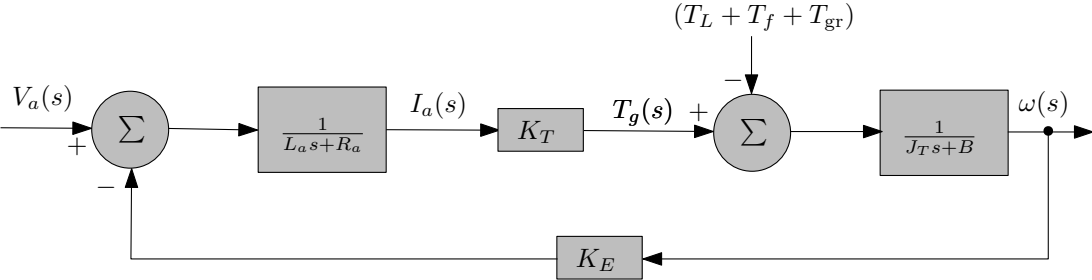 (T_L + T_f + T_gr)
−
V_a(s)
+
−
∑
1
L_a s+R_a
I_a(s)
K_T
T_g(s)
+
∑
1
J_T s+B
ω(s)
K_E